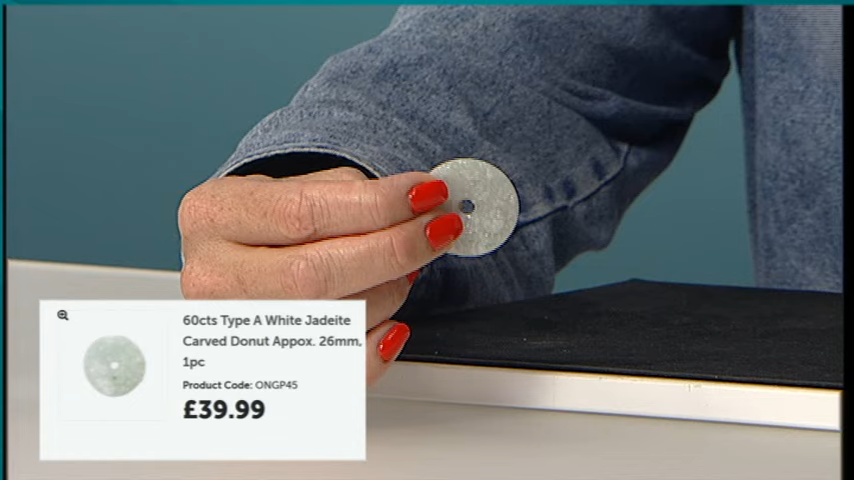 60cts Type A White Jadeite
Carved Donut Appox. 26mm,
1pc
Product Code: ONGP45
£39.99